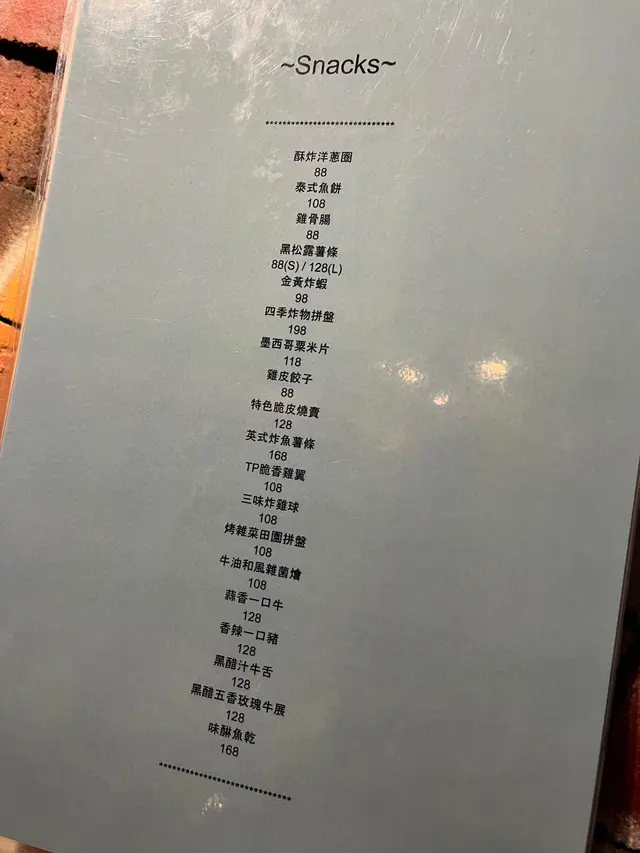 ~Snacks~
******************************
酥炸洋蔥圈
88
泰式魚餅
108
雞骨腸
88
黑松露薯條
88(S) / 128(L)
金黃炸蝦
98
四季炸物拼盤
198
墨西哥粟米片
118
雞皮餃子
88
特色脆皮燒賣
128
英式炸魚薯條
168
TP脆香雞翼
108
三味炸雞球
108
烤雜菜田園拼盤
108
牛油和風雜菌燴
108
蒜香一口牛
128
香辣一口豬
128
黑醋汁牛舌
128
黑醋五香玫瑰牛展
128
味醂魚乾
168
******************************